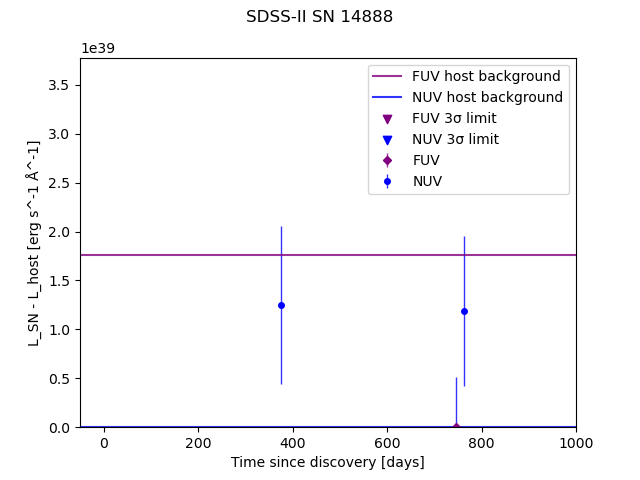 SDSS-II SN 14888
1e39
FUV host background
NUV host background
FUV 3σ limit
NUV 3σ limit
FUV
NUV
L_SN - L_host [erg s^-1 Å^-1]
3.5
3.0
2.5
2.0
1.5
1.0
0.5
0.0
0 200 400 600 800 1000
Time since discovery [days]